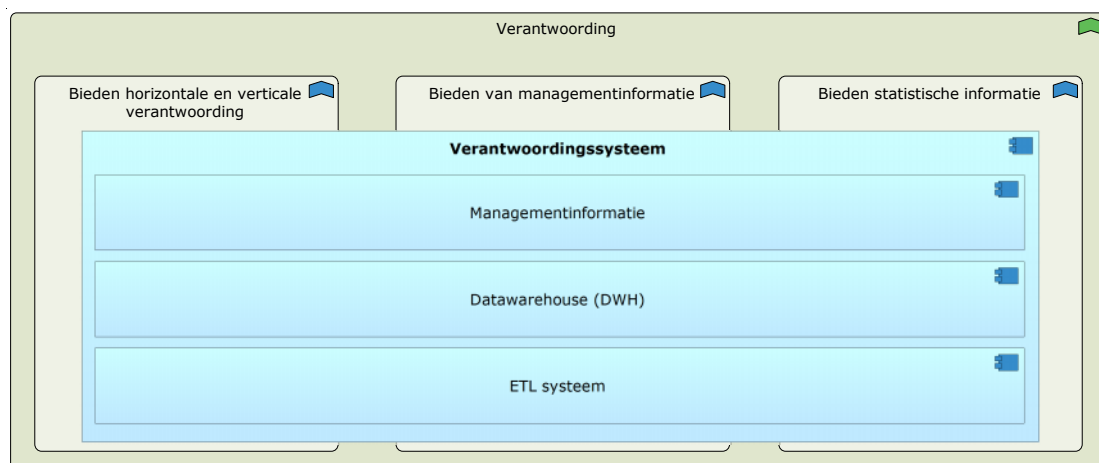 Verantwoording
Bieden horizontale en verticale
verantwoording
Bieden van managementinformatie
Bieden statistische informatie
Verantwoordingssysteem
Managementinformatie
Datawarehouse (DWH)
ETL systeem